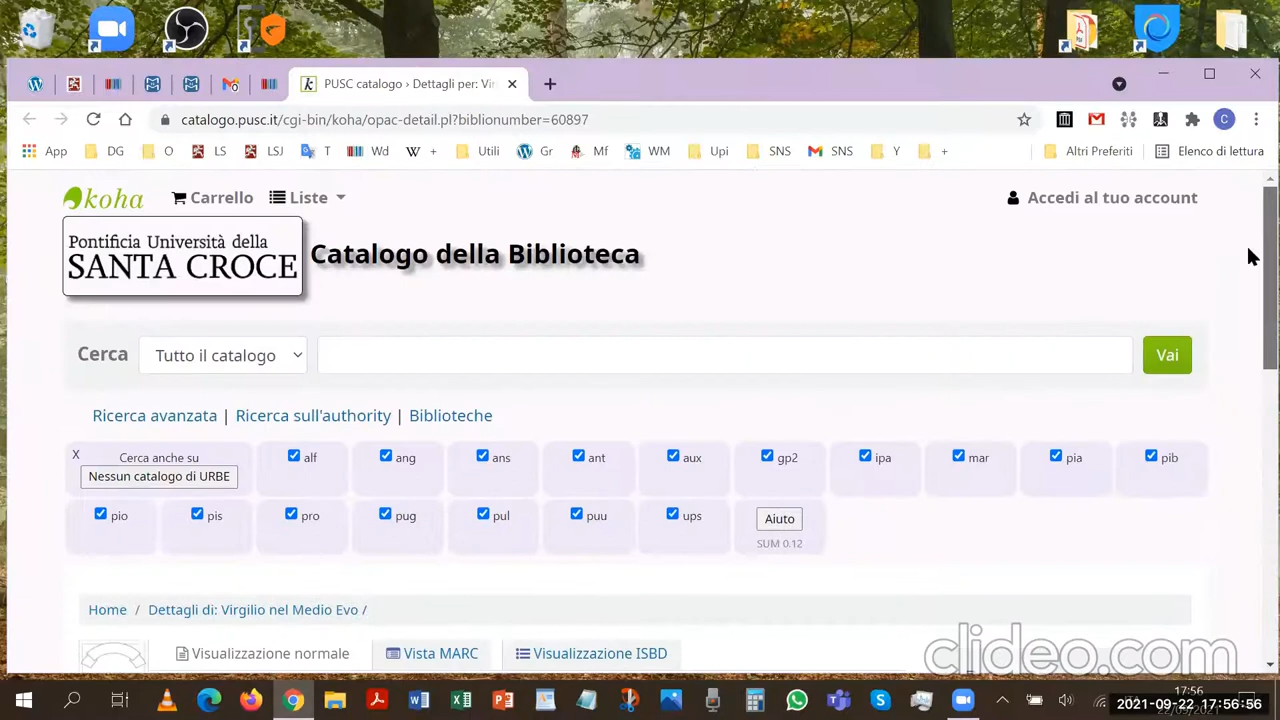 PUSC catalogo › Dettagli per: Vir
catalogo.pusc.it/cgi-bin/koha/opac-detail.pl?biblionumber=60897
C
App DG O LS LSJ T Wd W + Utili Gr Mf WM Upi SNS SNS Y + Altri Preferiti Elenco di lettura
koha Carrello Liste Accedi al tuo account
Pontificia Università della
SANTA CROCE
Catalogo della Biblioteca
Cerca Tutto il catalogo Vai
Ricerca avanzata | Ricerca sull'authority | Biblioteche
X Cerca anche su alf ang ans ant aux gp2 ipa mar pia pib
Nessun catalogo di URBE
pio pis pro pug pul puu ups Aiuto
SUM 0.12
Home / Dettagli di: Virgilio nel Medio Evo /
Visualizzazione normale Vista MARC Visualizzazione ISBD
clideo.com
17:56
2021-09-22 17:56:56